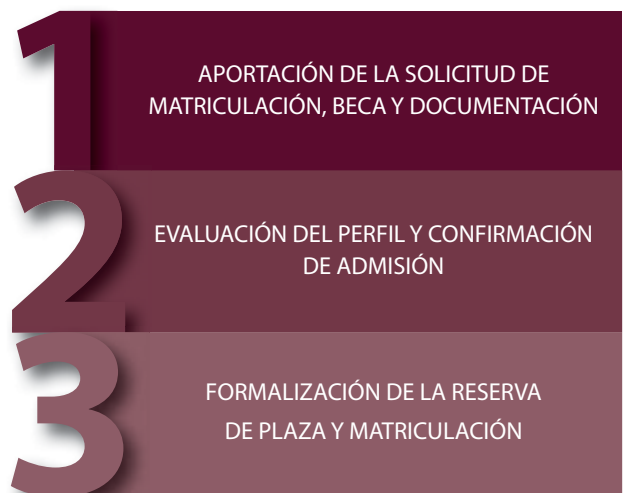 1
APORTACIÓN DE LA SOLICITUD DE
MATRICULACIÓN, BECA Y DOCUMENTACIÓN
2
EVALUACIÓN DEL PERFIL Y CONFIRMACIÓN
DE ADMISIÓN
3
FORMALIZACIÓN DE LA RESERVA
DE PLAZA Y MATRICULACIÓN